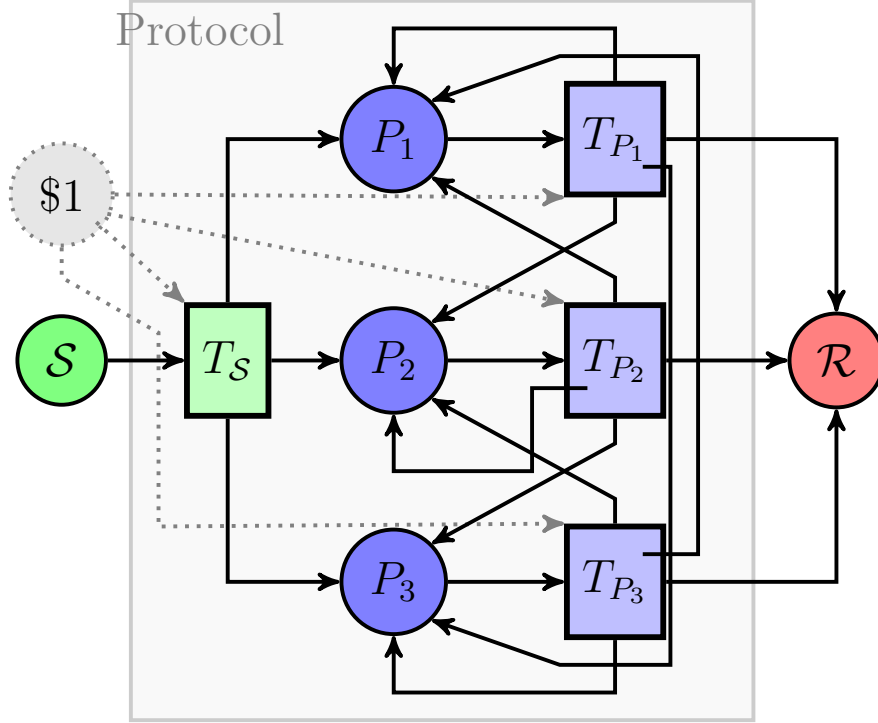 Protocol
$1
P₁
T_{P₁}
𝒮
T_𝒮
P₂
T_{P₂}
ℛ
P₃
T_{P₃}